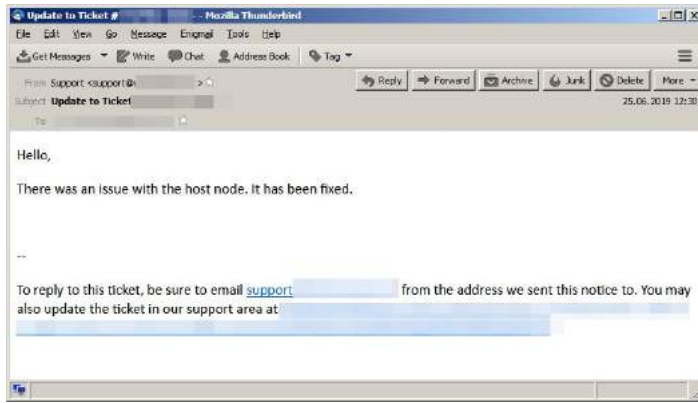 Update to Ticket # - Mozilla Thunderbird
File Edit View Go Message Enigmail Tools Help
Get Messages Write Chat Address Book Tag
From Support <support@ >
Reply Forward Archive Junk Delete More
Subject Update to Ticket
25.06.2019 12:30
To
Hello,
There was an issue with the host node. It has been fixed.
--
To reply to this ticket, be sure to email support from the address we sent this notice to. You may
also update the ticket in our support area at